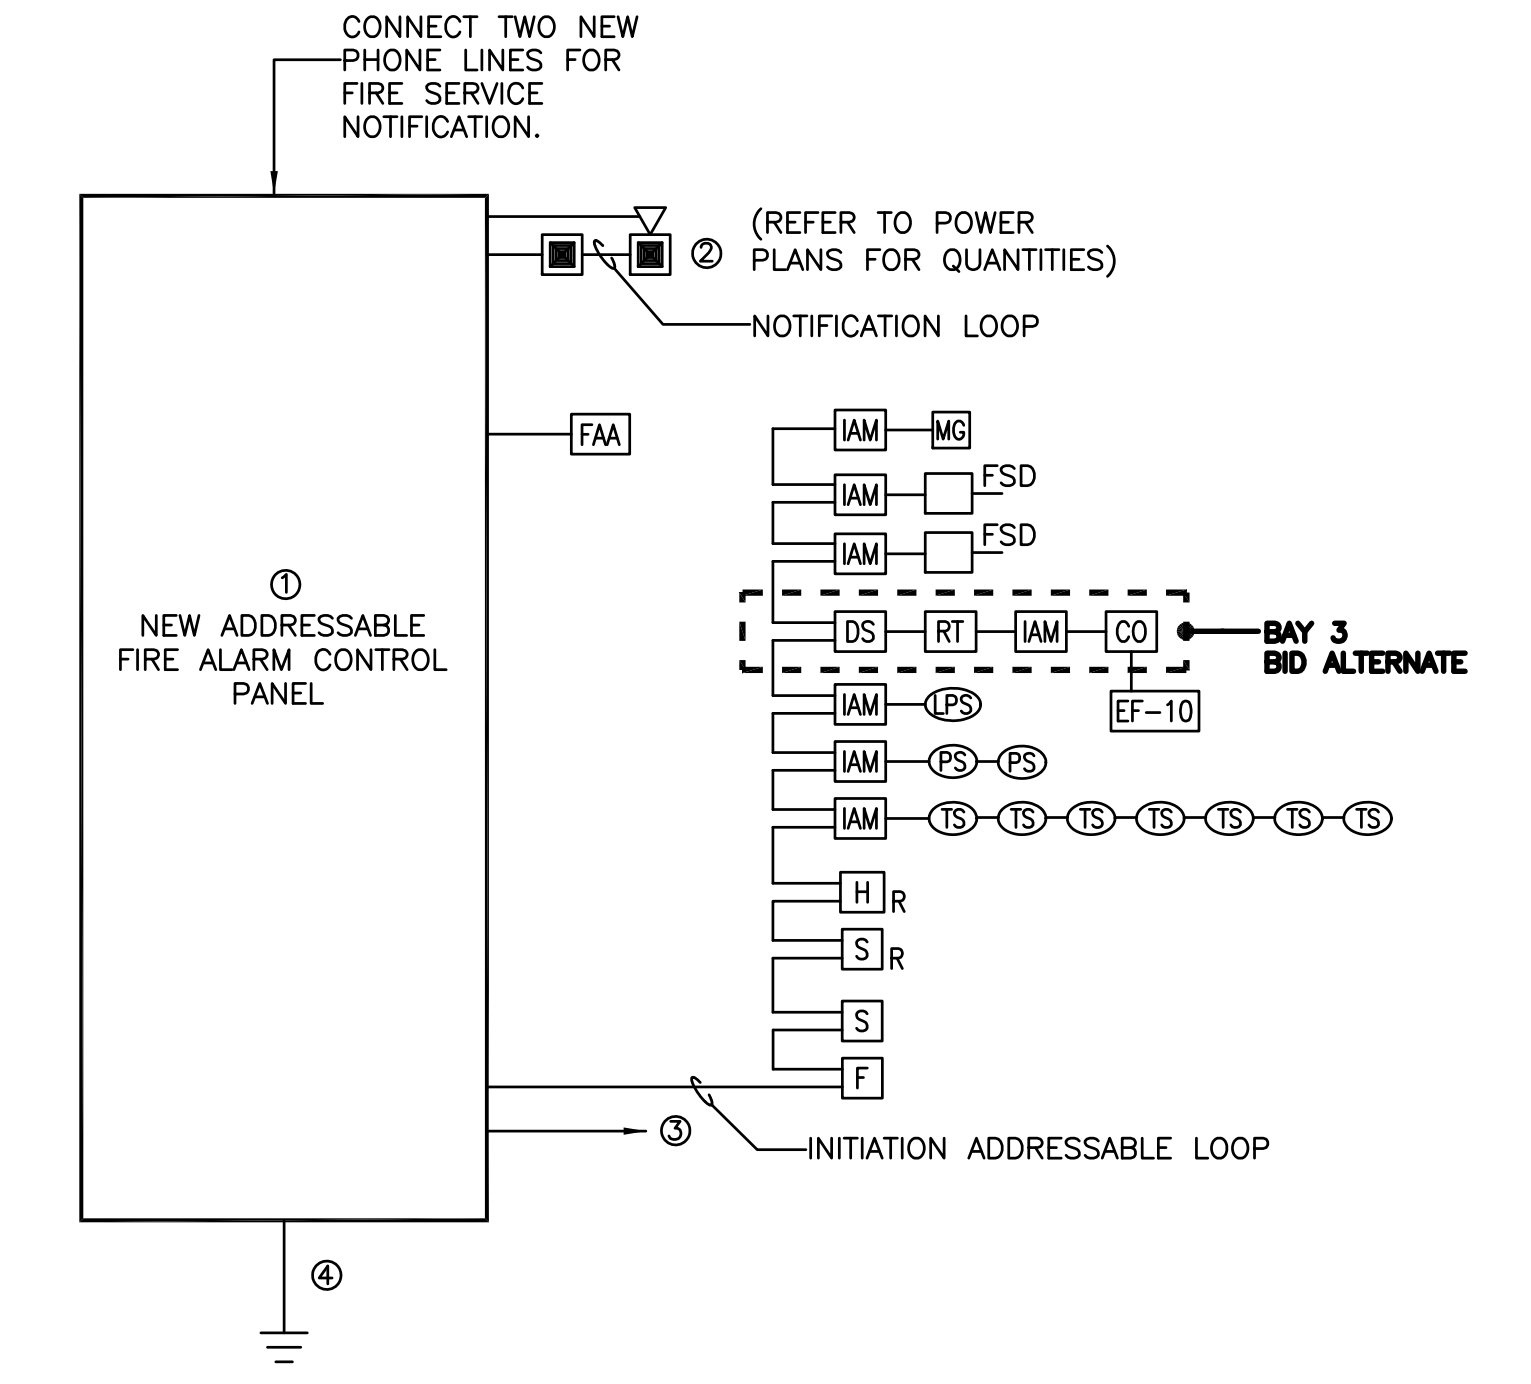 CONNECT TWO NEW
PHONE LINES FOR
FIRE SERVICE
NOTIFICATION.
2
(REFER TO POWER
PLANS FOR QUANTITIES)
NOTIFICATION LOOP
FAA
IAM MG
IAM FSD
IAM FSD
1
NEW ADDRESSABLE
FIRE ALARM CONTROL
PANEL
DS RT IAM CO
BAY 3
BID ALTERNATE
EF-10
IAM LPS
IAM PS PS
IAM TS TS TS TS TS TS TS
H R
S R
S
F
3
INITIATION ADDRESSABLE LOOP
4